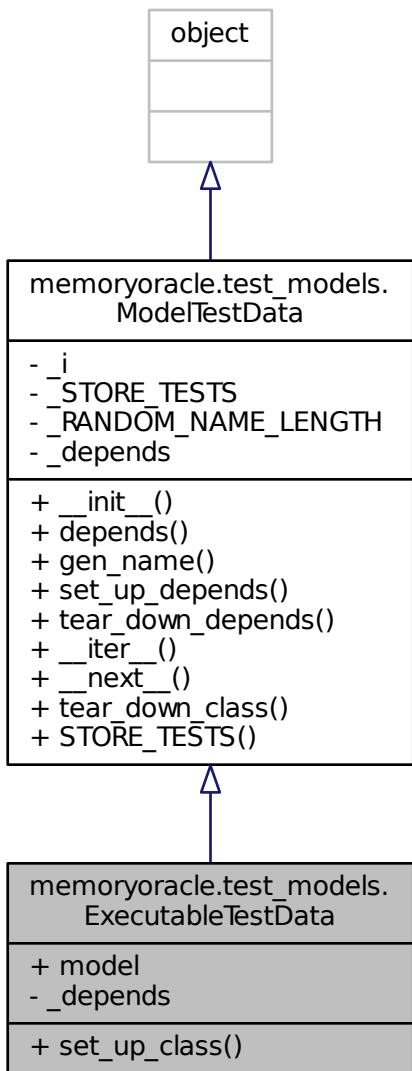 object
memoryoracle.test_models.
ModelTestData
- _i
- _STORE_TESTS
- _RANDOM_NAME_LENGTH
- _depends
+ __init__()
+ depends()
+ gen_name()
+ set_up_depends()
+ tear_down_depends()
+ __iter__()
+ __next__()
+ tear_down_class()
+ STORE_TESTS()
memoryoracle.test_models.
ExecutableTestData
+ model
- _depends
+ set_up_class()